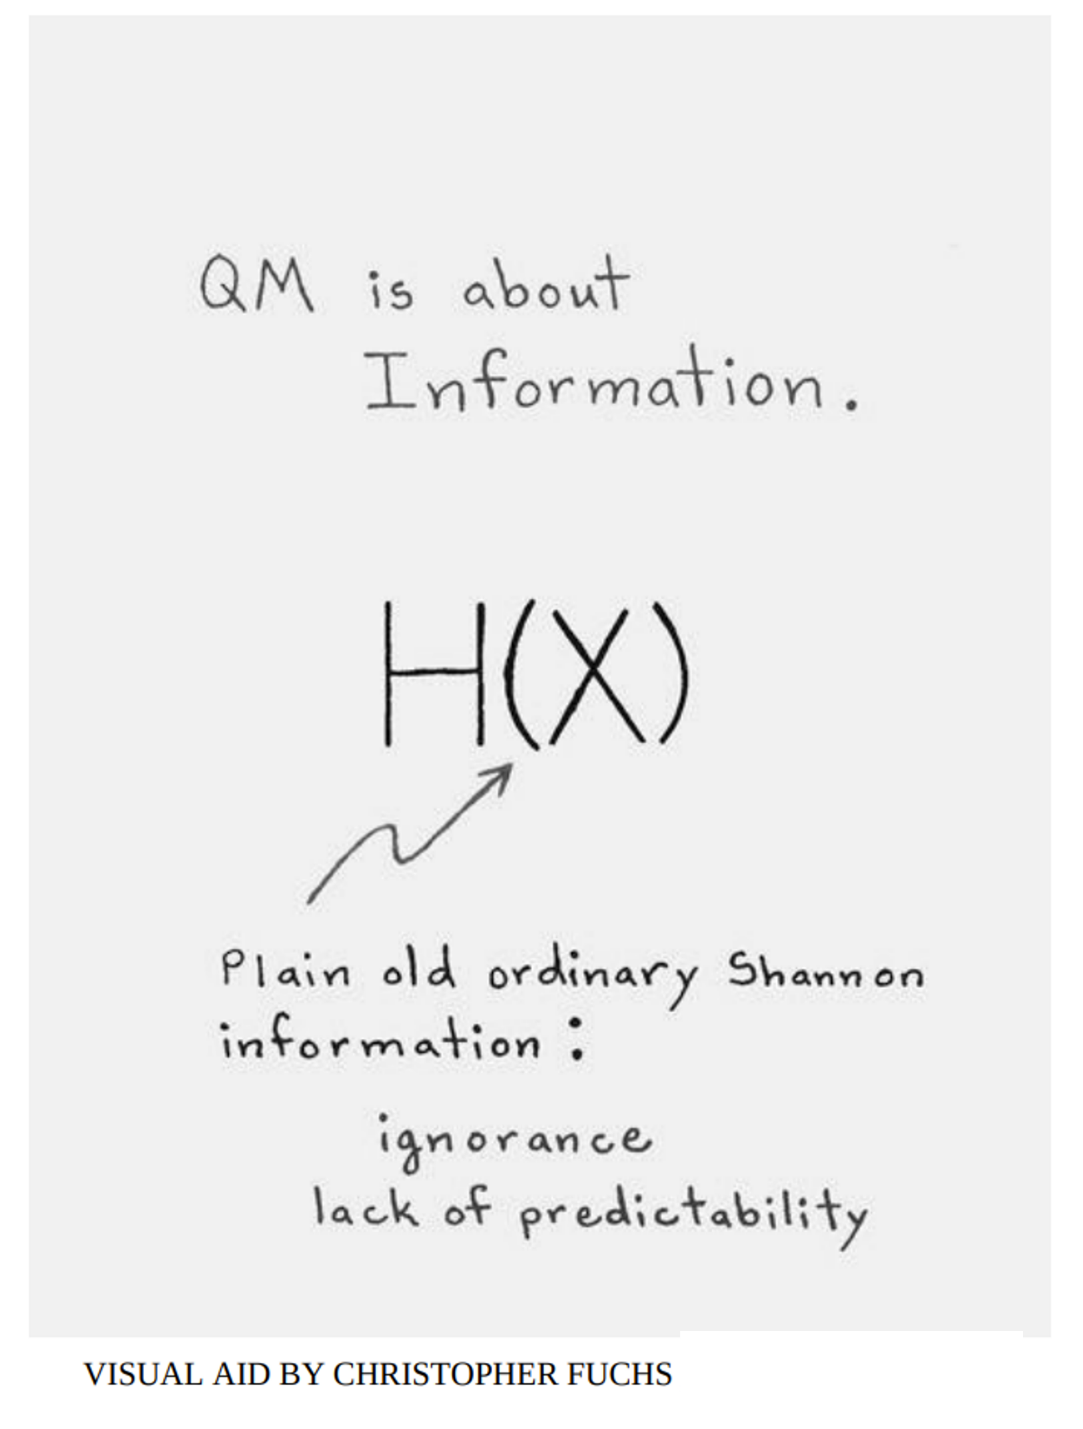 QM is about
Information.
H(X)
Plain old ordinary Shannon
information :
ignorance
lack of predictability
VISUAL AID BY CHRISTOPHER FUCHS